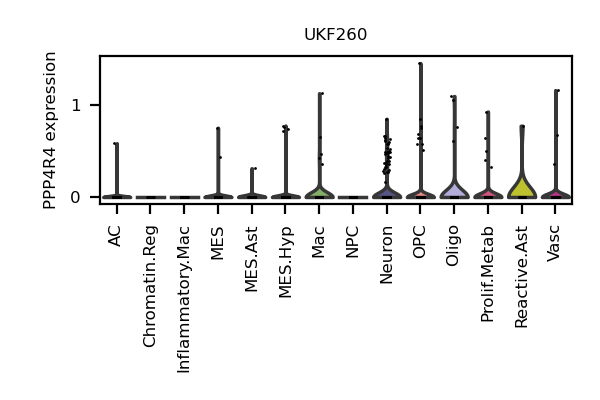 UKF260
PPP4R4 expression
1
0
AC
Chromatin.Reg
Inflammatory.Mac
MES
MES.Ast
MES.Hyp
Mac
NPC
Neuron
OPC
Oligo
Prolif.Metab
Reactive.Ast
Vasc